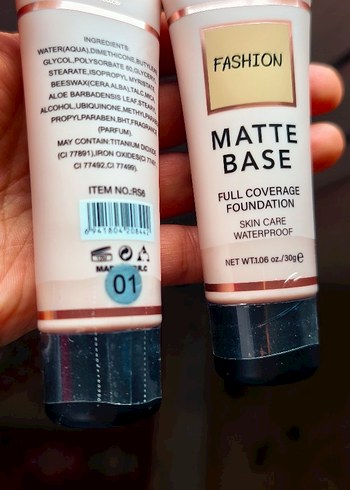 INGREDIENTS:
WATER(AQUA),DIMETHICONE,BUTYLENE
GLYCOL,POLYSORBATE 60,GLYCERYL
STEARATE,ISOPROPYL MYRISTATE,
BEESWAX(CERA ALBA),TALC,MICA,
ALOE BARBADENSIS LEAF,STEARYL
ALCOHOL,UBIQUINONE,METHYLPARABEN,
PROPYLPARABEN,BHT,FRAGRANCE
(PARFUM).
MAY CONTAIN:TITANIUM DIOXIDE
(CI 77891),IRON OXIDES(CI 77491,
CI 77492,CI 77499).
ITEM NO.:RS6
6941804208442
01
FASHION
MATTE
BASE
FULL COVERAGE
FOUNDATION
SKIN CARE
WATERPROOF
NET WT.1.06 oz./30g℮